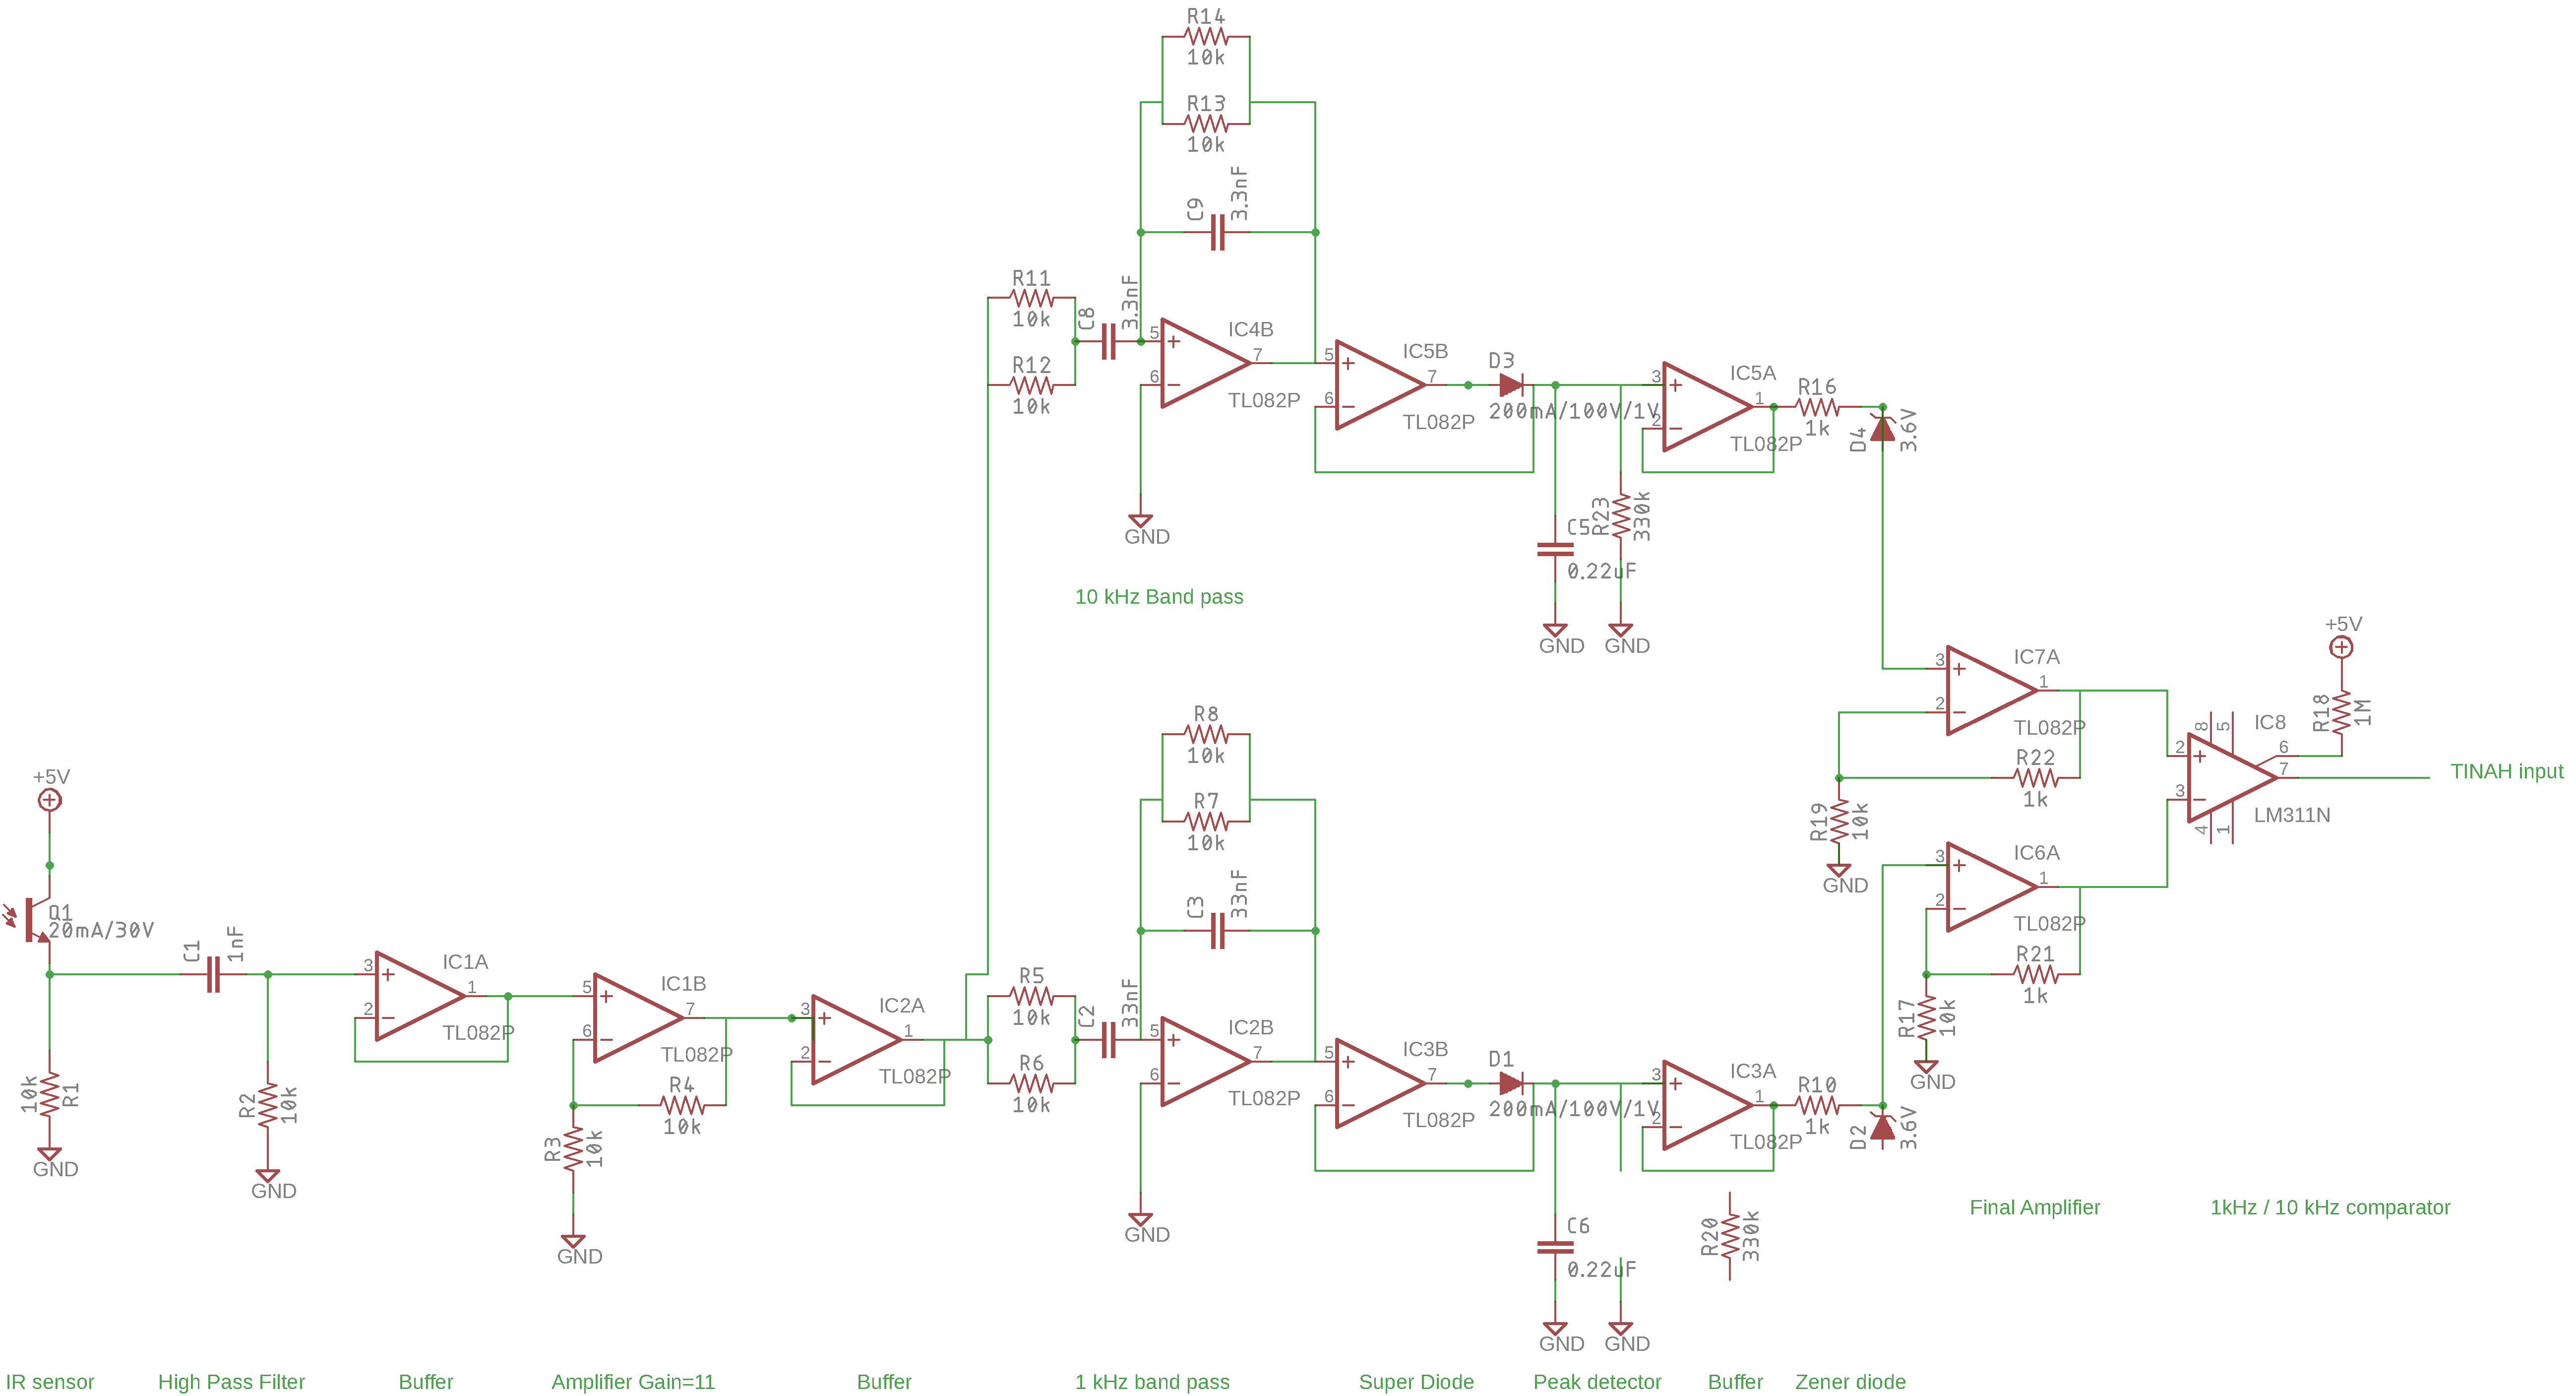 R14
10k
R13
10k
C9
3.3nF
R11
10k
C8
3.3nF
R12
10k
5
6
7
IC4B
TL082P
GND
5
6
7
IC5B
TL082P
D3
200mA/100V/1V
3
2
1
IC5A
TL082P
R16
1k
D4
3.6V
C5
0.22uF
R23
330k
GND
GND
10 kHz Band pass
3
2
1
IC7A
TL082P
R22
1k
R19
10k
GND
+5V
R18
1M
8
5
IC8
2
3
6
7
4
1
LM311N
TINAH input
3
2
1
IC6A
TL082P
R21
1k
R17
10k
GND
+5V
Q1
20mA/30V
10k
R1
GND
C1
1nF
R2
10k
GND
3
2
1
IC1A
TL082P
5
6
7
IC1B
TL082P
R4
10k
R3
10k
GND
3
2
1
IC2A
TL082P
R8
10k
R7
10k
C3
33nF
R5
10k
C2
33nF
R6
10k
5
6
7
IC2B
TL082P
GND
5
6
7
IC3B
TL082P
D1
200mA/100V/1V
3
2
1
IC3A
TL082P
R10
1k
D2
3.6V
C6
0.22uF
R20
330k
GND
GND
Final Amplifier
1kHz / 10 kHz comparator
IR sensor
High Pass Filter
Buffer
Amplifier Gain=11
Buffer
1 kHz band pass
Super Diode
Peak detector
Buffer
Zener diode